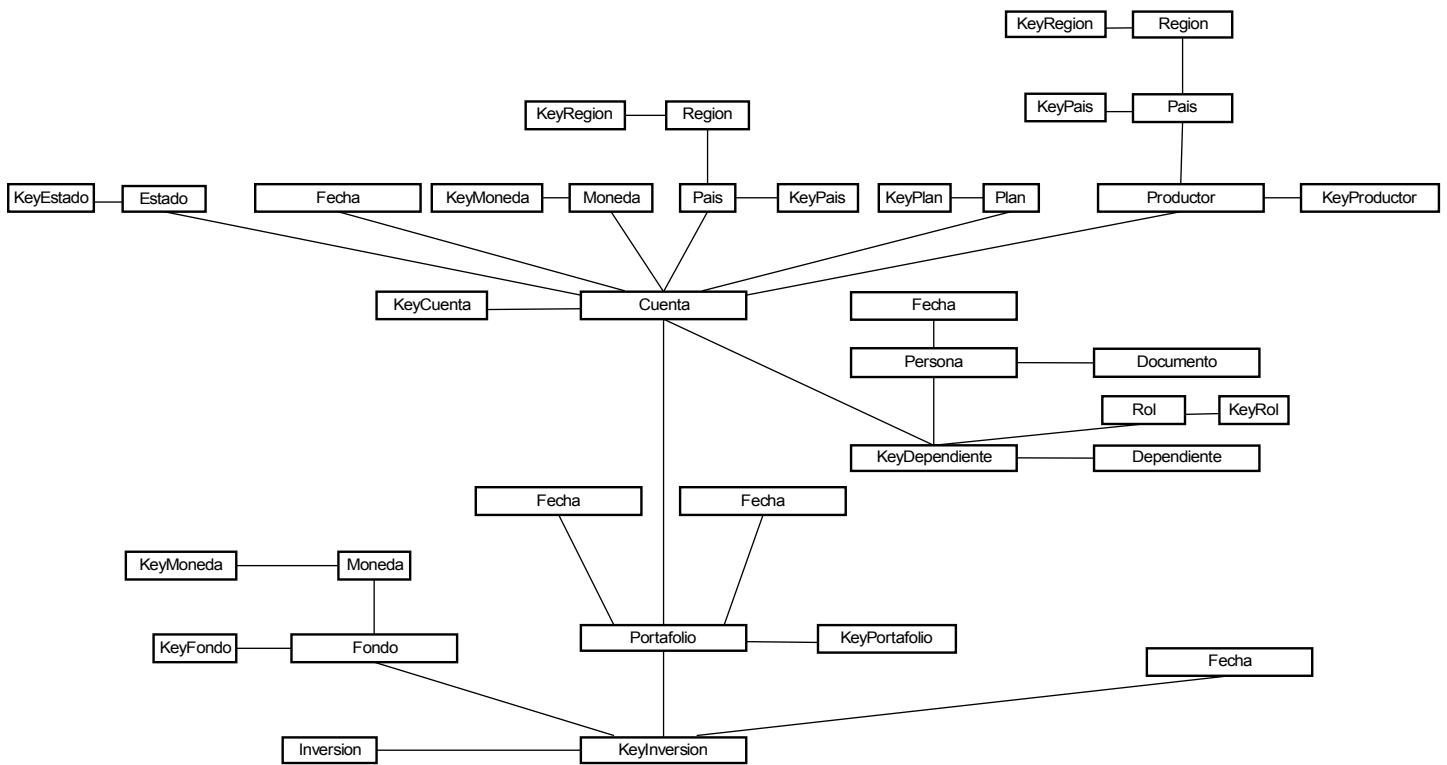 KeyRegion
Region
KeyPais
Pais
KeyRegion
Region
KeyEstado
Estado
Fecha
KeyMoneda
Moneda
Pais
KeyPais
KeyPlan
Plan
Productor
KeyProductor
KeyCuenta
Cuenta
Fecha
Persona
Documento
Rol
KeyRol
KeyDependiente
Dependiente
Fecha
Fecha
KeyMoneda
Moneda
KeyFondo
Fondo
Portafolio
KeyPortafolio
Fecha
Inversion
KeyInversion